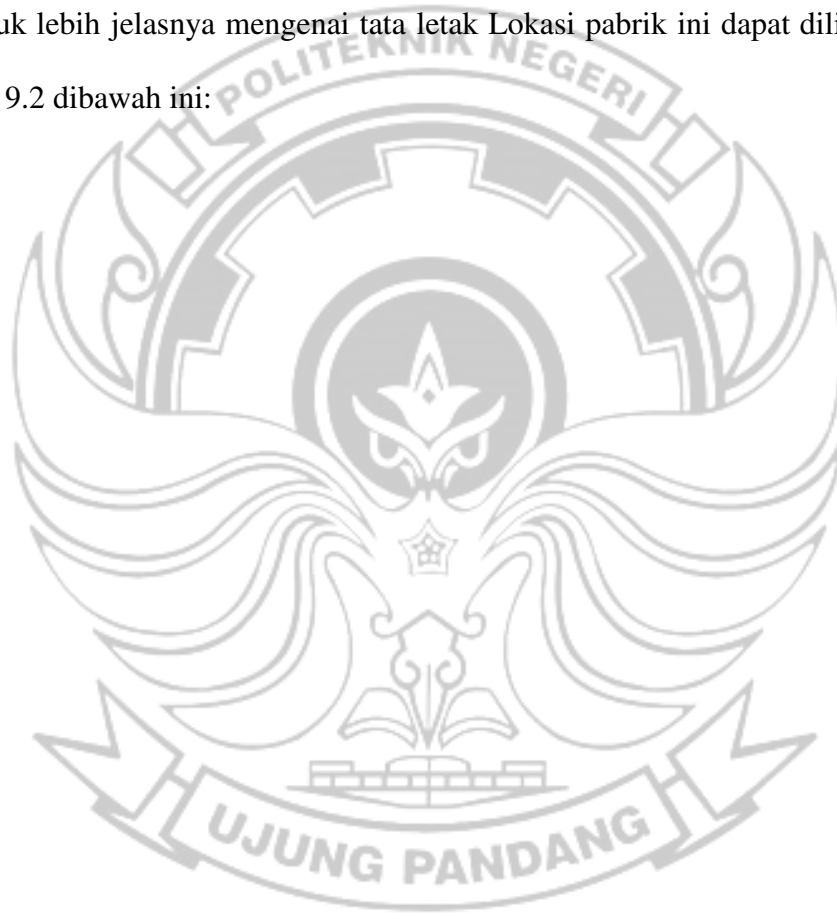 uk lebih jelasnya mengenai tata letak Lokasi pabrik ini dapat dili
9.2 dibawah ini:
POLITEKNIK NEGERI
UJUNG PANDANG